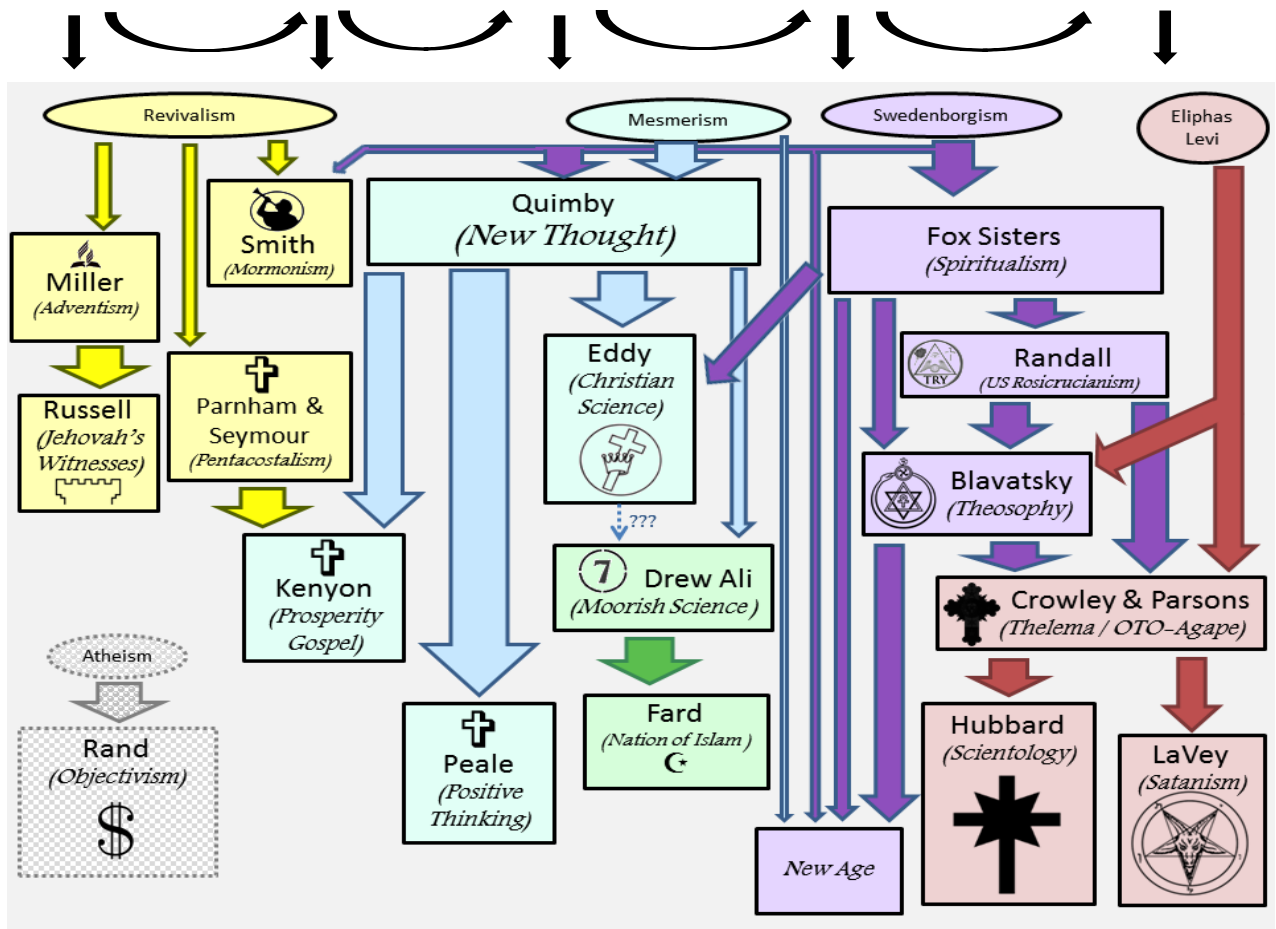 Revivalism
Mesmerism
Swedenborgism
Eliphas
Levi
Smith
(Mormonism)
Quimby
(New Thought)
Fox Sisters
(Spiritualism)
Miller
(Adventism)
Eddy
(Christian
Science)
TRY
Randall
(US Rosicrucianism)
Parnham &
Seymour
(Pentacostalism)
Russell
(Jehovah's
Witnesses)
Blavatsky
(Theosophy)
???
Kenyon
(Prosperity
Gospel)
7
Drew Ali
(Moorish Science)
Crowley & Parsons
(Thelema / OTO-Agape)
Atheism
Rand
(Objectivism)
$
Peale
(Positive
Thinking)
Fard
(Nation of Islam)
Hubbard
(Scientology)
LaVey
(Satanism)
New Age